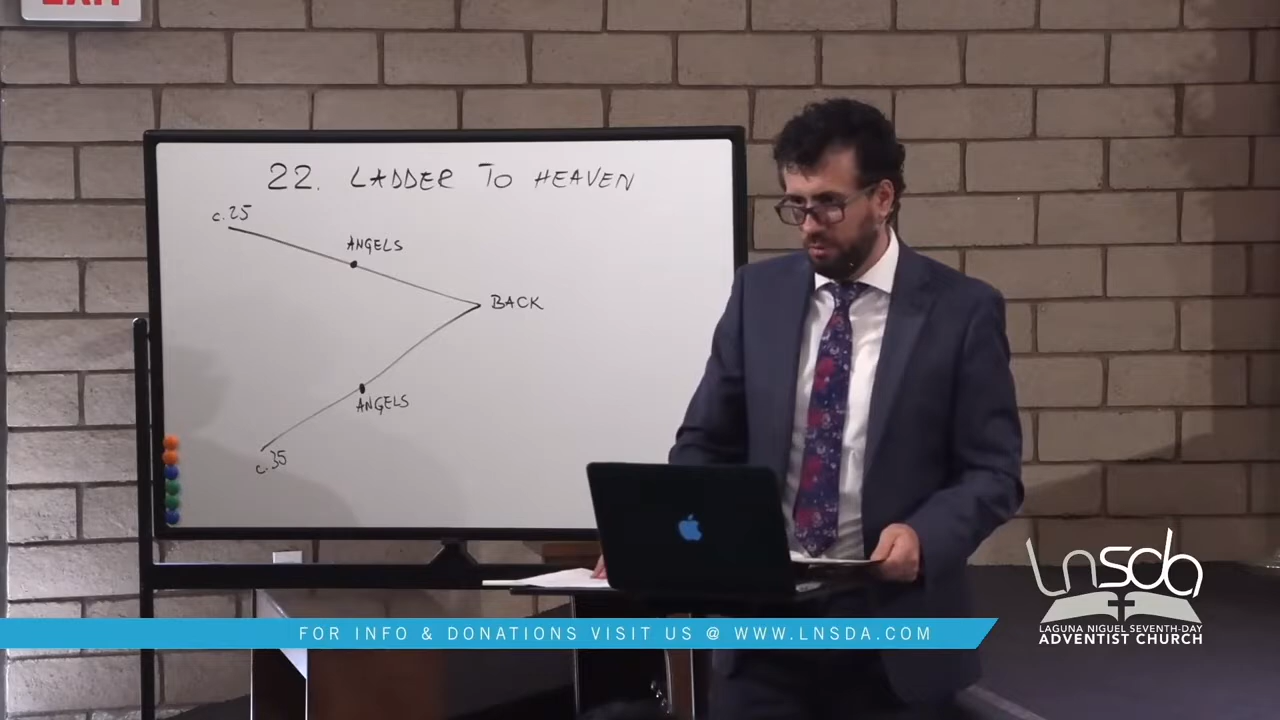 EXIT
22. LADDER TO HEAVEN
c.25
ANGELS
BACK
ANGELS
c.35
lnsda
LAGUNA NIGUEL SEVENTH-DAY
ADVENTIST CHURCH
FOR INFO & DONATIONS VISIT US @ WWW.LNSDA.COM